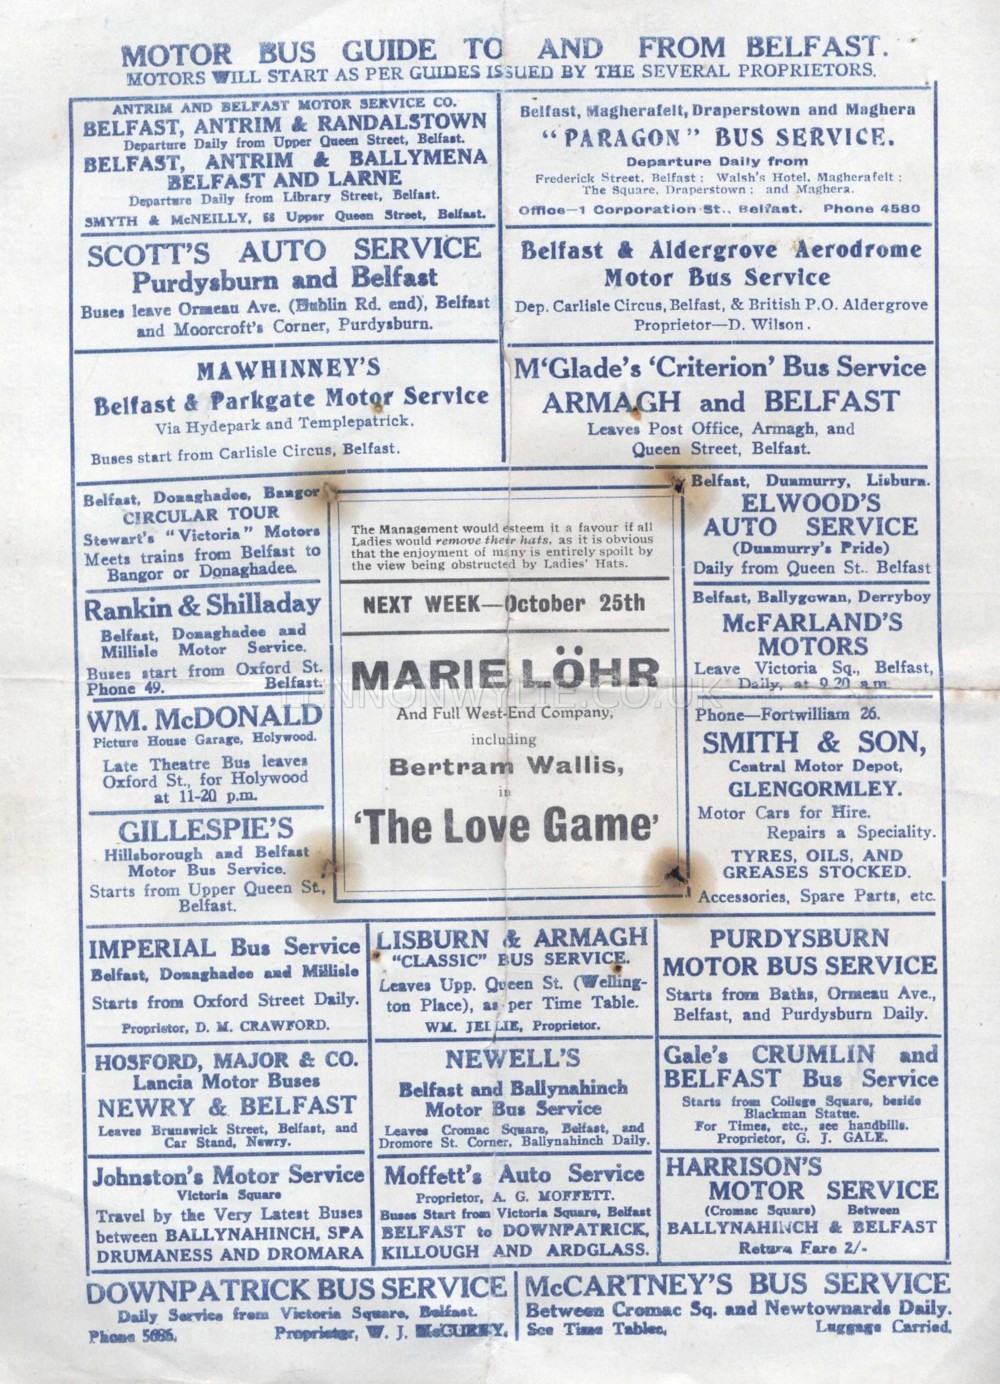 MOTOR BUS GUIDE TO AND FROM BELFAST.
MOTORS WILL START AS PER GUIDES ISSUED BY THE SEVERAL PROPRIETORS.
ANTRIM AND BELFAST MOTOR SERVICE CO.
BELFAST, ANTRIM & RANDALSTOWN
Departure Daily from Upper Queen Street, Belfast.
BELFAST, ANTRIM & BALLYMENA
BELFAST AND LARNE
Departure Daily from Library Street, Belfast.
SMYTH & McNEILLY, 58 Upper Queen Street, Belfast.
Belfast, Magherafelt, Draperstown and Maghera
"PARAGON" BUS SERVICE.
Departure Daily from
Frederick Street, Belfast; Walsh's Hotel, Magherafelt;
The Square, Draperstown; and Maghera.
Office—1 Corporation St., Belfast. Phone 4580
SCOTT'S AUTO SERVICE
Purdysburn and Belfast
Buses leave Ormeau Ave. (Dublin Rd. end), Belfast
and Moorcroft's Corner, Purdysburn.
Belfast & Aldergrove Aerodrome
Motor Bus Service
Dep. Carlisle Circus, Belfast, & British P.O. Aldergrove
Proprietor—D. Wilson.
MAWHINNEY'S
Belfast & Parkgate Motor Service
Via Hydepark and Templepatrick.
Buses start from Carlisle Circus, Belfast.
M'Glade's 'Criterion' Bus Service
ARMAGH and BELFAST
Leaves Post Office, Armagh, and
Queen Street, Belfast.
Belfast, Donaghadee, Bangor
CIRCULAR TOUR
Stewart's "Victoria" Motors
Meets trains from Belfast to
Bangor or Donaghadee.
Rankin & Shilladay
Belfast, Donaghadee and
Millisle Motor Service.
Buses start from Oxford St.
Phone 49. Belfast.
WM. McDONALD
Picture House Garage, Holywood.
Late Theatre Bus leaves
Oxford St., for Holywood
at 11-20 p.m.
GILLESPIE'S
Hillsborough and Belfast
Motor Bus Service.
Starts from Upper Queen St.,
Belfast.
The Management would esteem it a favour if all
Ladies would remove their hats, as it is obvious
that the enjoyment of many is entirely spoilt by
the view being obstructed by Ladies' Hats.
NEXT WEEK—October 25th
MARIE LÖHR
LENNONWYLIE.CO.UK
And Full West-End Company,
including
Bertram Wallis,
in
'The Love Game'
Belfast, Dunmurry, Lisburn.
ELWOOD'S
AUTO SERVICE
(Dunmurry's Pride)
Daily from Queen St.. Belfast
Belfast, Ballygowan, Derryboy
McFARLAND'S
MOTORS
Leave Victoria Sq., Belfast,
Daily, at 9.20 a.m.
Phone—Fortwilliam 26.
SMITH & SON,
Central Motor Depot,
GLENGORMLEY.
Motor Cars for Hire.
Repairs a Speciality.
TYRES, OILS, AND
GREASES STOCKED.
Accessories, Spare Parts, etc.
IMPERIAL Bus Service
Belfast, Donaghadee and Millisle
Starts from Oxford Street Daily.
Proprietor, D. M. CRAWFORD.
LISBURN & ARMAGH
"CLASSIC" BUS SERVICE.
Leaves Upp. Queen St. (Welling-
ton Place), as per Time Table.
WM. JELLIE, Proprietor.
PURDYSBURN
MOTOR BUS SERVICE
Starts from Baths, Ormeau Ave.,
Belfast, and Purdysburn Daily.
HOSFORD, MAJOR & CO.
Lancia Motor Buses
NEWRY & BELFAST
Leaves Brunswick Street, Belfast, and
Car Stand, Newry.
NEWELL'S
Belfast and Ballynahinch
Motor Bus Service
Leaves Cromac Square, Belfast, and
Dromore St. Corner, Ballynahinch Daily.
Gale's CRUMLIN and
BELFAST Bus Service
Starts from College Square, beside
Blackman Statue.
For Times, etc., see handbills.
Proprietor, G. J. GALE.
Johnston's Motor Service
Victoria Square
Travel by the Very Latest Buses
between BALLYNAHINCH, SPA
DRUMANESS AND DROMARA
Moffett's Auto Service
Proprietor, A. G. MOFFETT.
Buses Start from Victoria Square, Belfast
BELFAST to DOWNPATRICK,
KILLOUGH AND ARDGLASS.
HARRISON'S
MOTOR SERVICE
(Cromac Square) Between
BALLYNAHINCH & BELFAST
Return Fare 2/-
DOWNPATRICK BUS SERVICE
Daily Service from Victoria Square, Belfast.
Phone Proprietor, W. J. McGURRY.
McCARTNEY'S BUS SERVICE
Between Cromac Sq. and Newtownards Daily.
See Time Tables. Luggage Carried.